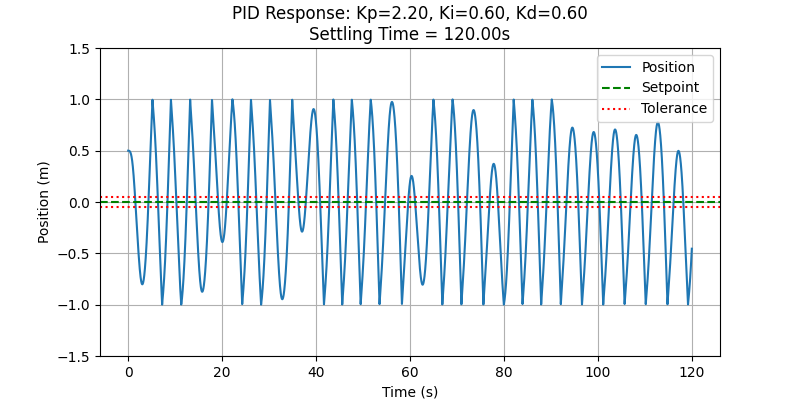 PID Response: Kp=2.20, Ki=0.60, Kd=0.60
Settling Time = 120.00s
1.5
1.0
0.5
0.0
−0.5
−1.0
−1.5
Position (m)
Position
Setpoint
Tolerance
0
20
40
60
80
100
120
Time (s)